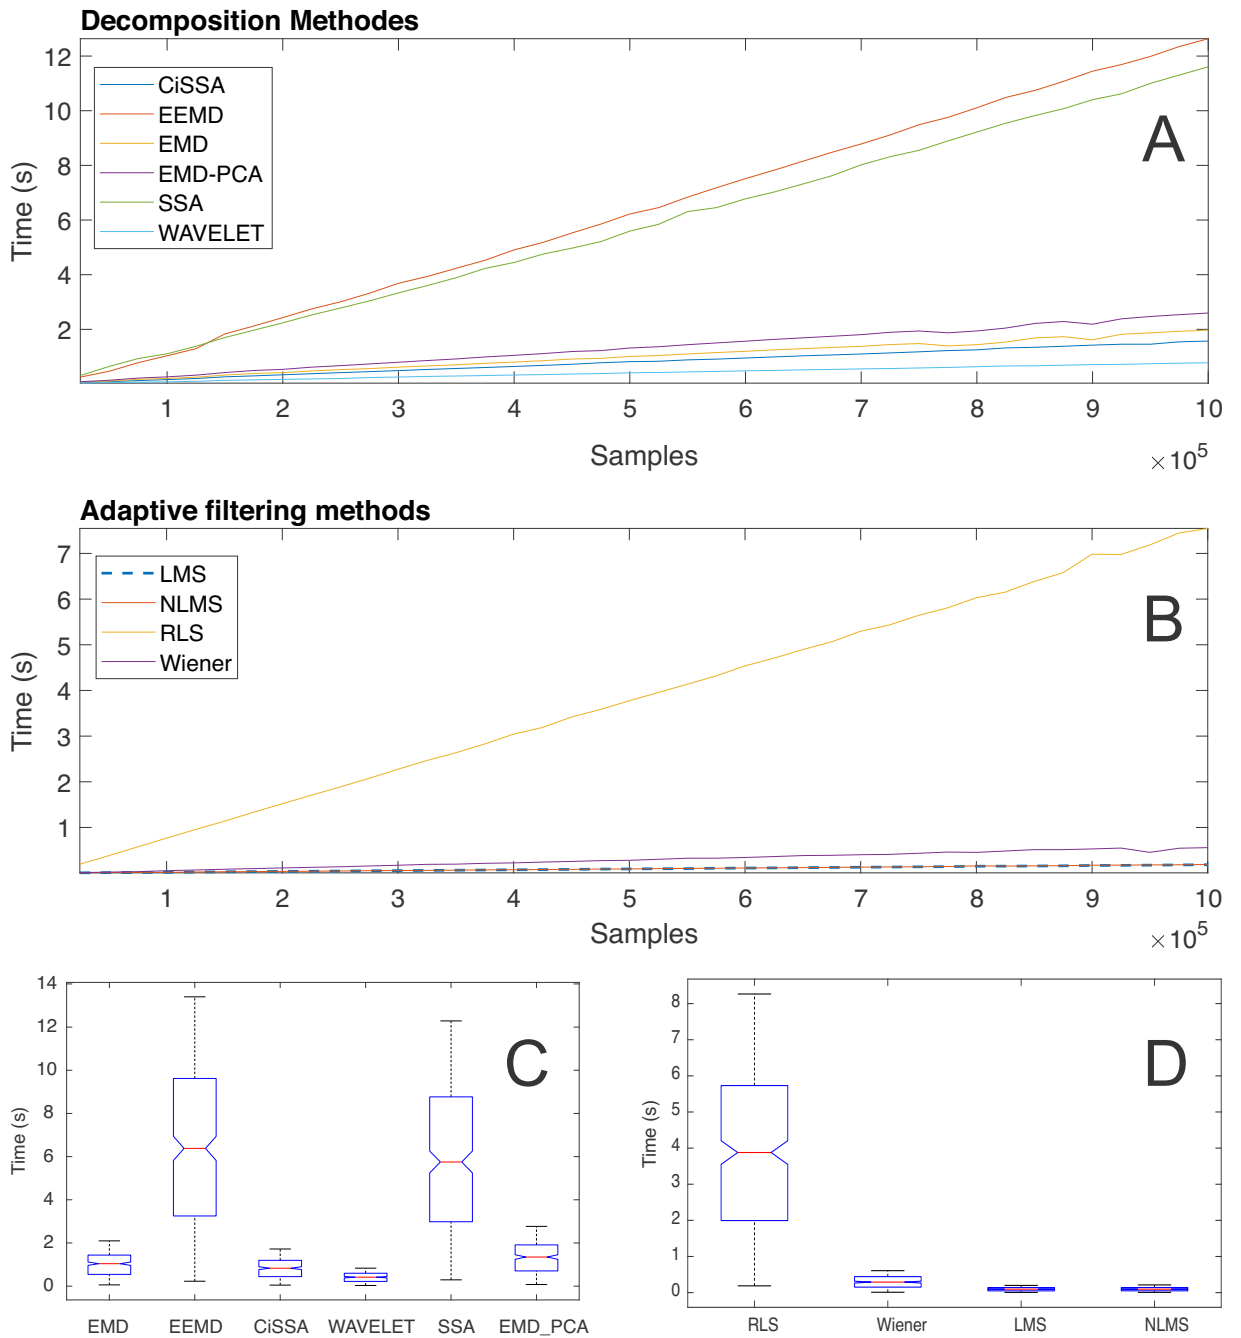 Decomposition Methodes
12
10
8
6
4
2
Time (s)
CiSSA
EEMD
EMD
EMD-PCA
SSA
WAVELET
A
1 2 3 4 5 6 7 8 9 10
Samples
×10^5
Adaptive filtering methods
7
6
5
4
3
2
1
Time (s)
LMS
NLMS
RLS
Wiener
B
1 2 3 4 5 6 7 8 9 10
Samples
×10^5
14
12
10
8
6
4
2
0
Time (s)
C
EMD EEMD CiSSA WAVELET SSA EMD_PCA
8
7
6
5
4
3
2
1
0
Time (s)
D
RLS Wiener LMS NLMS